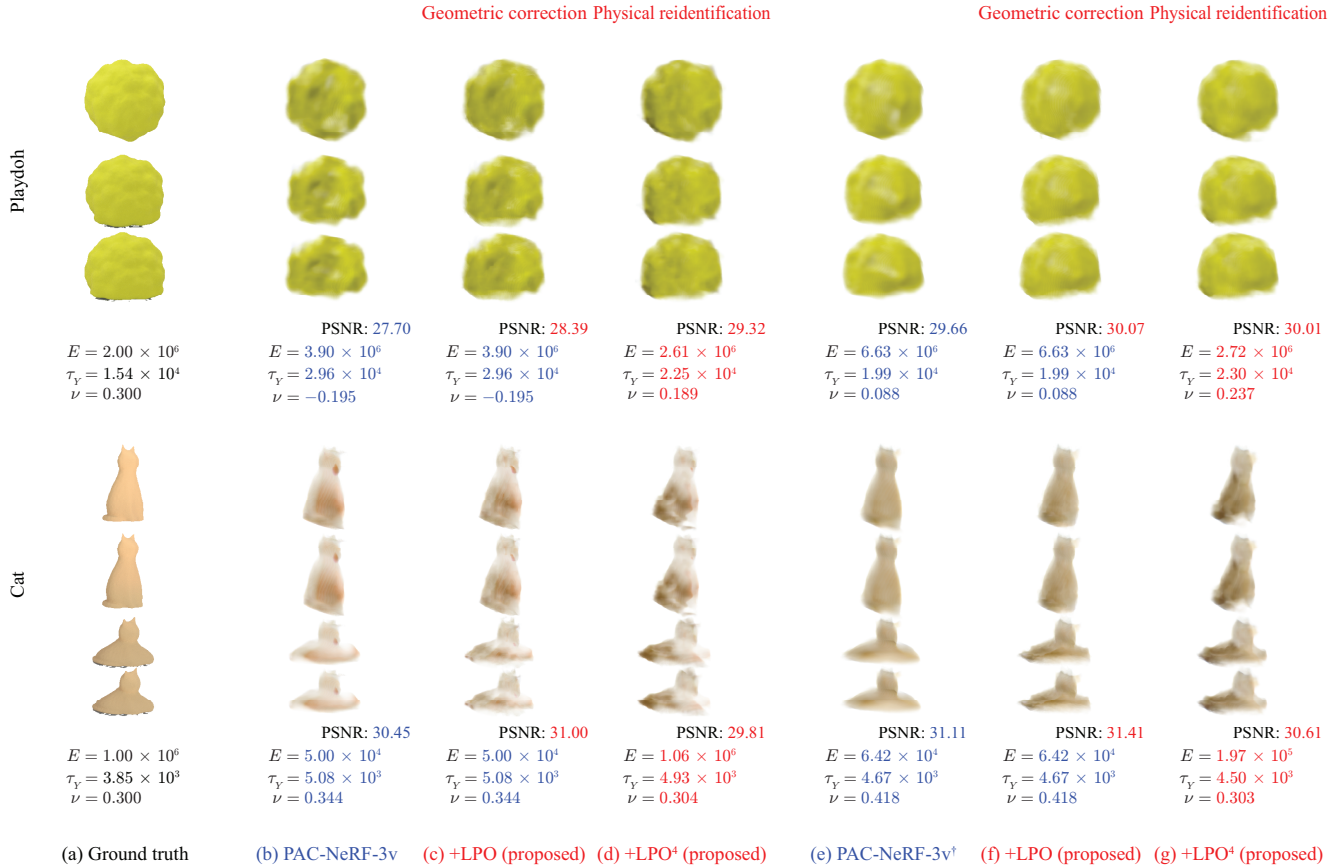 Geometric correction Physical reidentification Geometric correction Physical reidentification
Playdoh
PSNR: 27.70 PSNR: 28.39 PSNR: 29.32 PSNR: 29.66 PSNR: 30.07 PSNR: 30.01
E = 2.00 × 10⁶ E = 3.90 × 10⁶ E = 3.90 × 10⁶ E = 2.61 × 10⁶ E = 6.63 × 10⁶ E = 6.63 × 10⁶ E = 2.72 × 10⁶
τ_Y = 1.54 × 10⁴ τ_Y = 2.96 × 10⁴ τ_Y = 2.96 × 10⁴ τ_Y = 2.25 × 10⁴ τ_Y = 1.99 × 10⁴ τ_Y = 1.99 × 10⁴ τ_Y = 2.30 × 10⁴
ν = 0.300 ν = −0.195 ν = −0.195 ν = 0.189 ν = 0.088 ν = 0.088 ν = 0.237
Cat
PSNR: 30.45 PSNR: 31.00 PSNR: 29.81 PSNR: 31.11 PSNR: 31.41 PSNR: 30.61
E = 1.00 × 10⁶ E = 5.00 × 10⁴ E = 5.00 × 10⁴ E = 1.06 × 10⁶ E = 6.42 × 10⁴ E = 6.42 × 10⁴ E = 1.97 × 10⁵
τ_Y = 3.85 × 10³ τ_Y = 5.08 × 10³ τ_Y = 5.08 × 10³ τ_Y = 4.93 × 10³ τ_Y = 4.67 × 10³ τ_Y = 4.67 × 10³ τ_Y = 4.50 × 10³
ν = 0.300 ν = 0.344 ν = 0.344 ν = 0.304 ν = 0.418 ν = 0.418 ν = 0.303
(a) Ground truth (b) PAC-NeRF-3v (c) +LPO (proposed) (d) +LPO⁴ (proposed) (e) PAC-NeRF-3v† (f) +LPO (proposed) (g) +LPO⁴ (proposed)